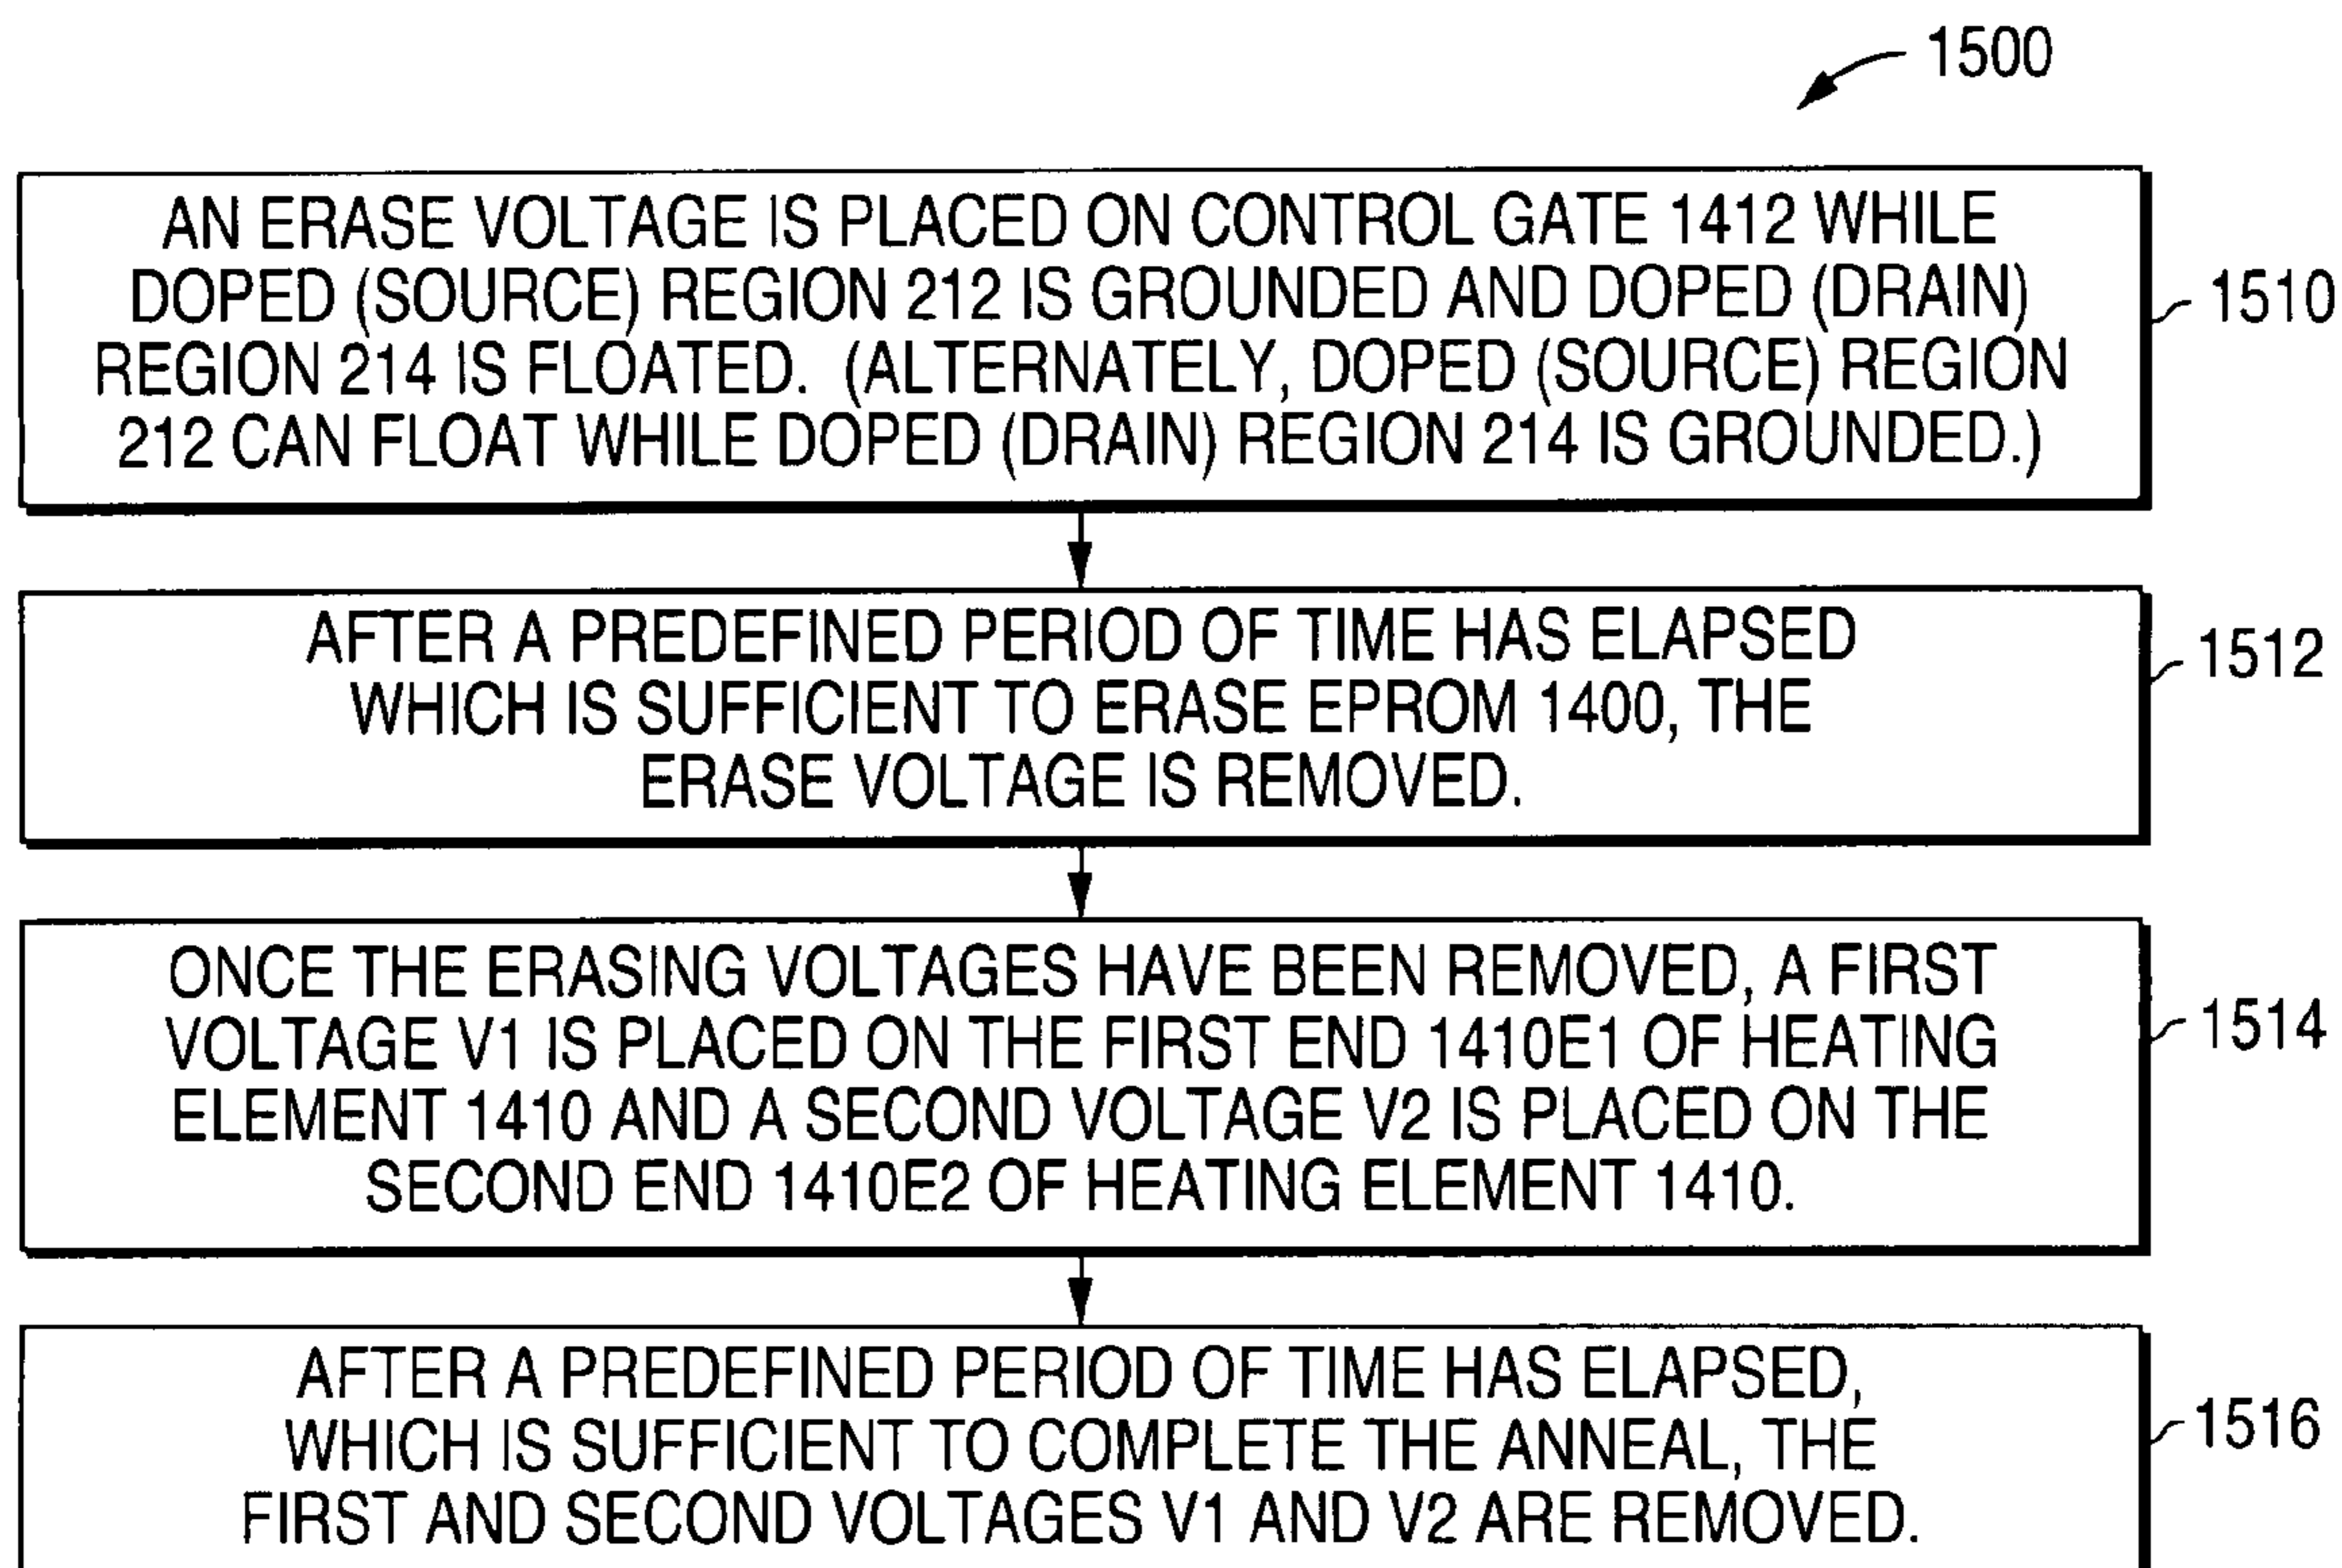 1500
AN ERASE VOLTAGE IS PLACED ON CONTROL GATE 1412 WHILE
DOPED (SOURCE) REGION 212 IS GROUNDED AND DOPED (DRAIN)
REGION 214 IS FLOATED. (ALTERNATELY, DOPED (SOURCE) REGION
212 CAN FLOAT WHILE DOPED (DRAIN) REGION 214 IS GROUNDED.)
1510
AFTER A PREDEFINED PERIOD OF TIME HAS ELAPSED
WHICH IS SUFFICIENT TO ERASE EPROM 1400, THE
ERASE VOLTAGE IS REMOVED.
1512
ONCE THE ERASING VOLTAGES HAVE BEEN REMOVED, A FIRST
VOLTAGE V1 IS PLACED ON THE FIRST END 1410E1 OF HEATING
ELEMENT 1410 AND A SECOND VOLTAGE V2 IS PLACED ON THE
SECOND END 1410E2 OF HEATING ELEMENT 1410.
1514
AFTER A PREDEFINED PERIOD OF TIME HAS ELAPSED,
WHICH IS SUFFICIENT TO COMPLETE THE ANNEAL, THE
FIRST AND SECOND VOLTAGES V1 AND V2 ARE REMOVED.
1516